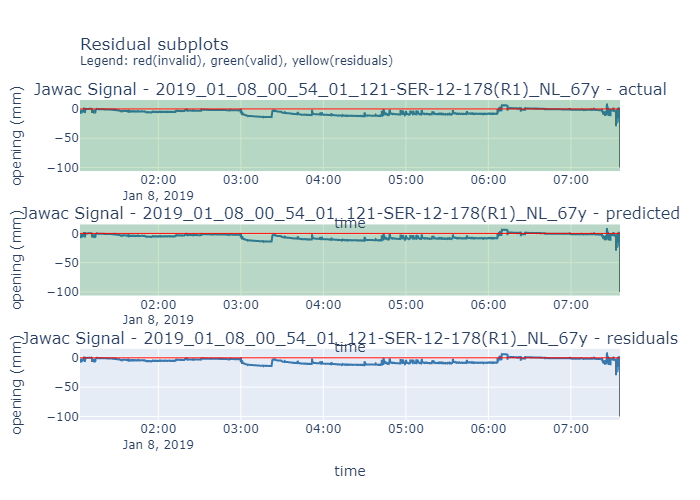 Residual subplots
Legend: red(invalid), green(valid), yellow(residuals)
Jawac Signal - 2019_01_08_00_54_01_121-SER-12-178(R1)_NL_67y - actual
opening (mm)
0
−50
−100
02:00 03:00 04:00 05:00 06:00 07:00
Jan 8, 2019
time
Jawac Signal - 2019_01_08_00_54_01_121-SER-12-178(R1)_NL_67y - predicted
opening (mm)
0
−50
−100
02:00 03:00 04:00 05:00 06:00 07:00
Jan 8, 2019
time
Jawac Signal - 2019_01_08_00_54_01_121-SER-12-178(R1)_NL_67y - residuals
opening (mm)
0
−50
−100
02:00 03:00 04:00 05:00 06:00 07:00
Jan 8, 2019
time